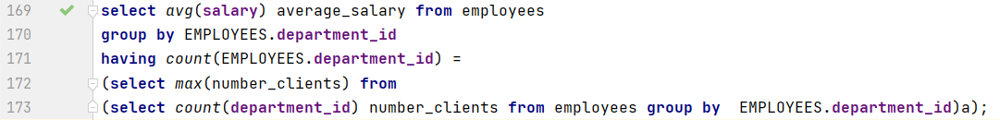 169 select avg(salary) average_salary from employees
170 group by EMPLOYEES.department_id
171 having count(EMPLOYEES.department_id) =
172 (select max(number_clients) from
173 (select count(department_id) number_clients from employees group by  EMPLOYEES.department_id)a);